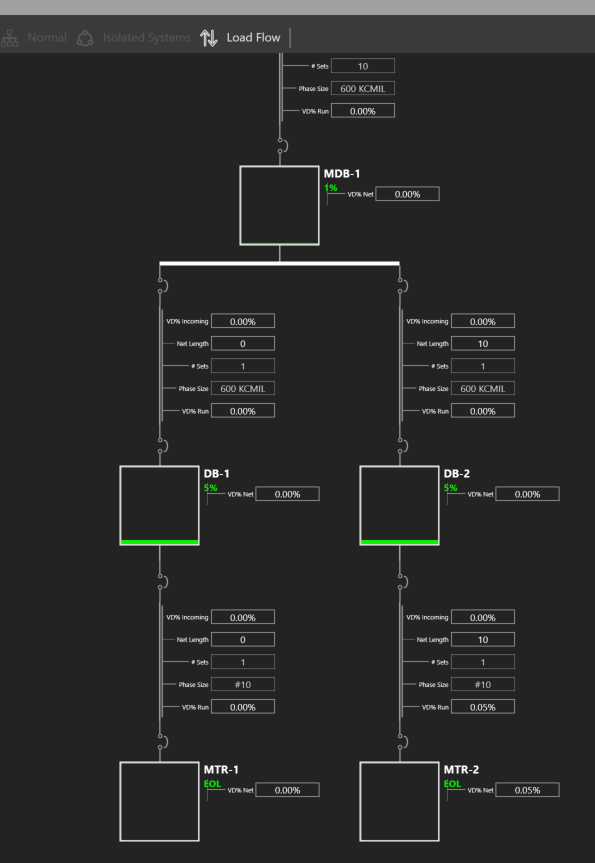 Normal Isolated Systems Load Flow
# Sets 10
Phase Size 600 KCMIL
VD% Run 0.00%
MDB-1
1% VD% Net 0.00%
VD% Incoming 0.00% VD% Incoming 0.00%
Net Length 0 Net Length 10
# Sets 1 # Sets 1
Phase Size 600 KCMIL Phase Size 600 KCMIL
VD% Run 0.00% VD% Run 0.00%
DB-1 DB-2
5% VD% Net 0.00% 5% VD% Net 0.00%
VD% Incoming 0.00% VD% Incoming 0.00%
Net Length 0 Net Length 10
# Sets 1 # Sets 1
Phase Size #10 Phase Size #10
VD% Run 0.00% VD% Run 0.05%
MTR-1 MTR-2
EOL VD% Net 0.00% EOL VD% Net 0.05%